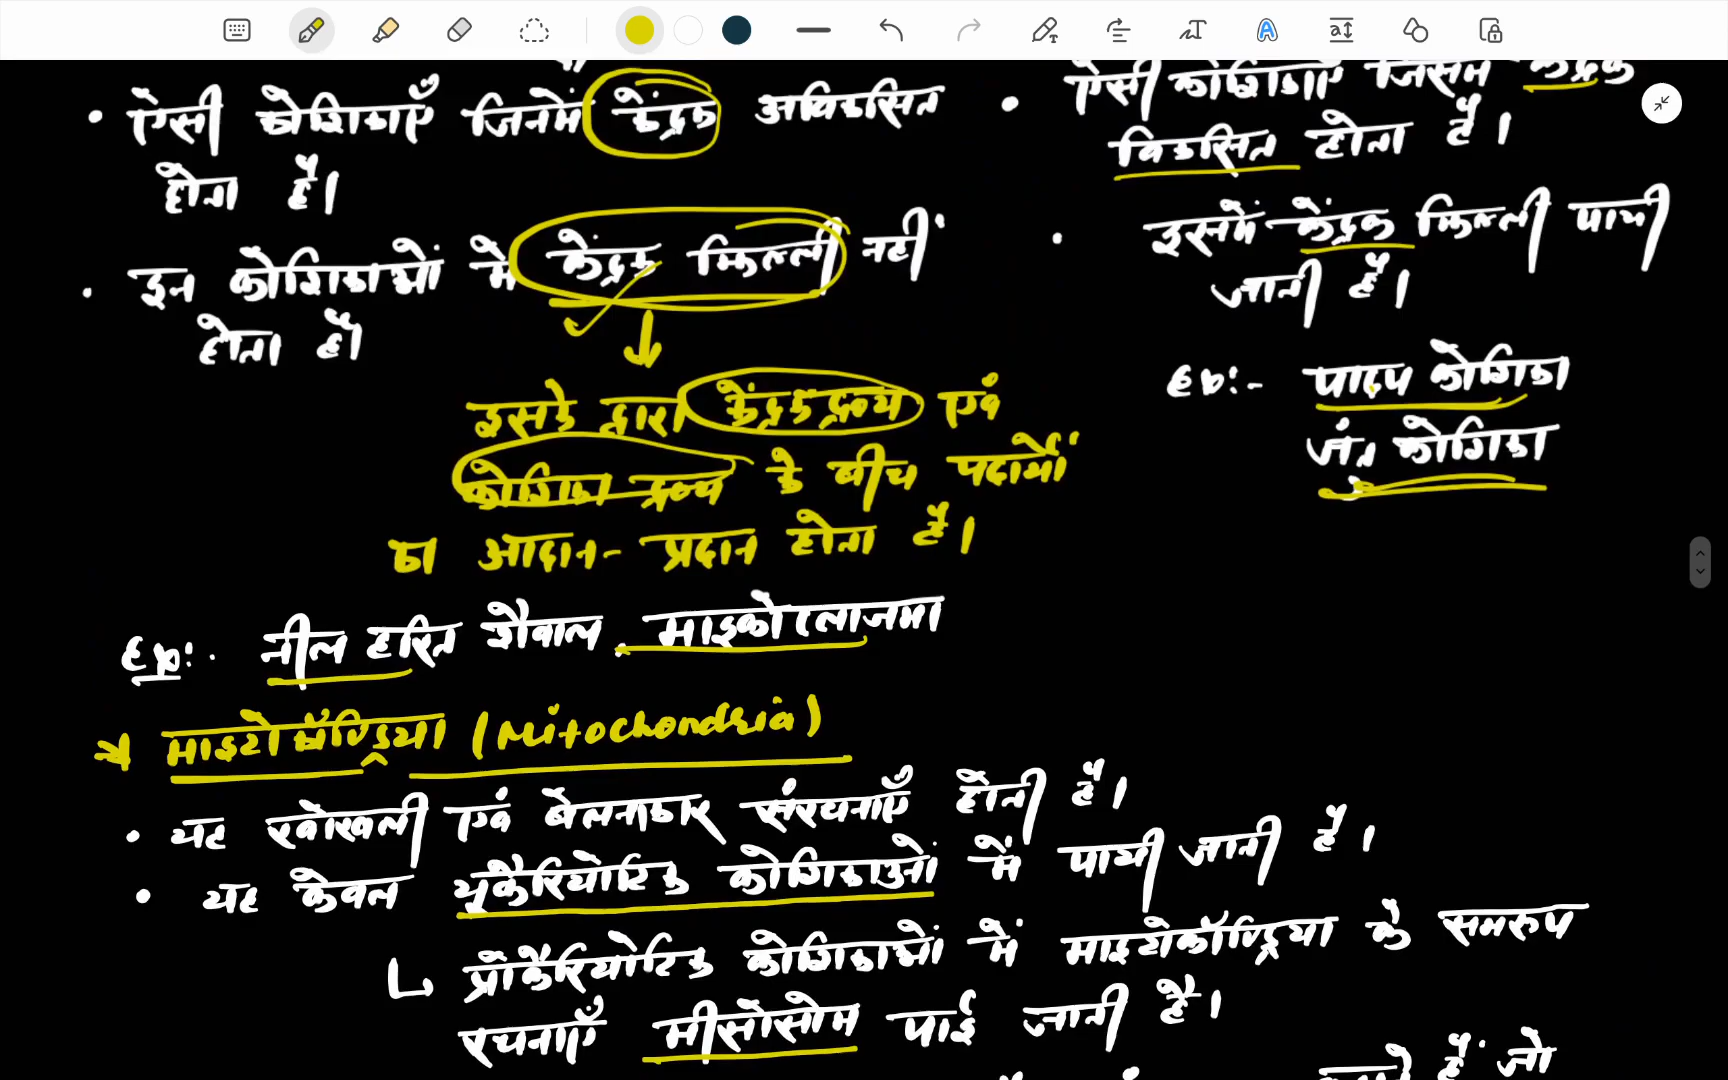 • ऐसी कोशिकाएँ जिनमें केंद्रक अविकसित
होता है।
• इन कोशिकाओं में केंद्रक झिल्ली नहीं
होता है।
↓
इसके द्वारा केंद्रक द्रव्य एवं
कोशिका द्रव्य के बीच पदार्थों
का आदान-प्रदान होता है।
• ऐसी कोशिकाएँ जिसमें केंद्रक
विकसित होता है।
• इसमें केंद्रक झिल्ली पायी
जाती है।
Ex:- पादप कोशिका
जंतु कोशिका
Ex:- नील हरित शैवाल, माइकोप्लाजमा
→ माइटोकॉण्ड्रिया (Mitochondria)
• यह खोखली एवं बेलनाकार संरचनाएँ होती है।
• यह केवल यूकैरियोटिक कोशिकाओं में पायी जाती है।
↳ प्रोकैरियोटिक कोशिकाओं में माइटोकॉण्ड्रिया के समरूप
रचनाएँ मीसोसोम पाई जाती है।
हैं जो